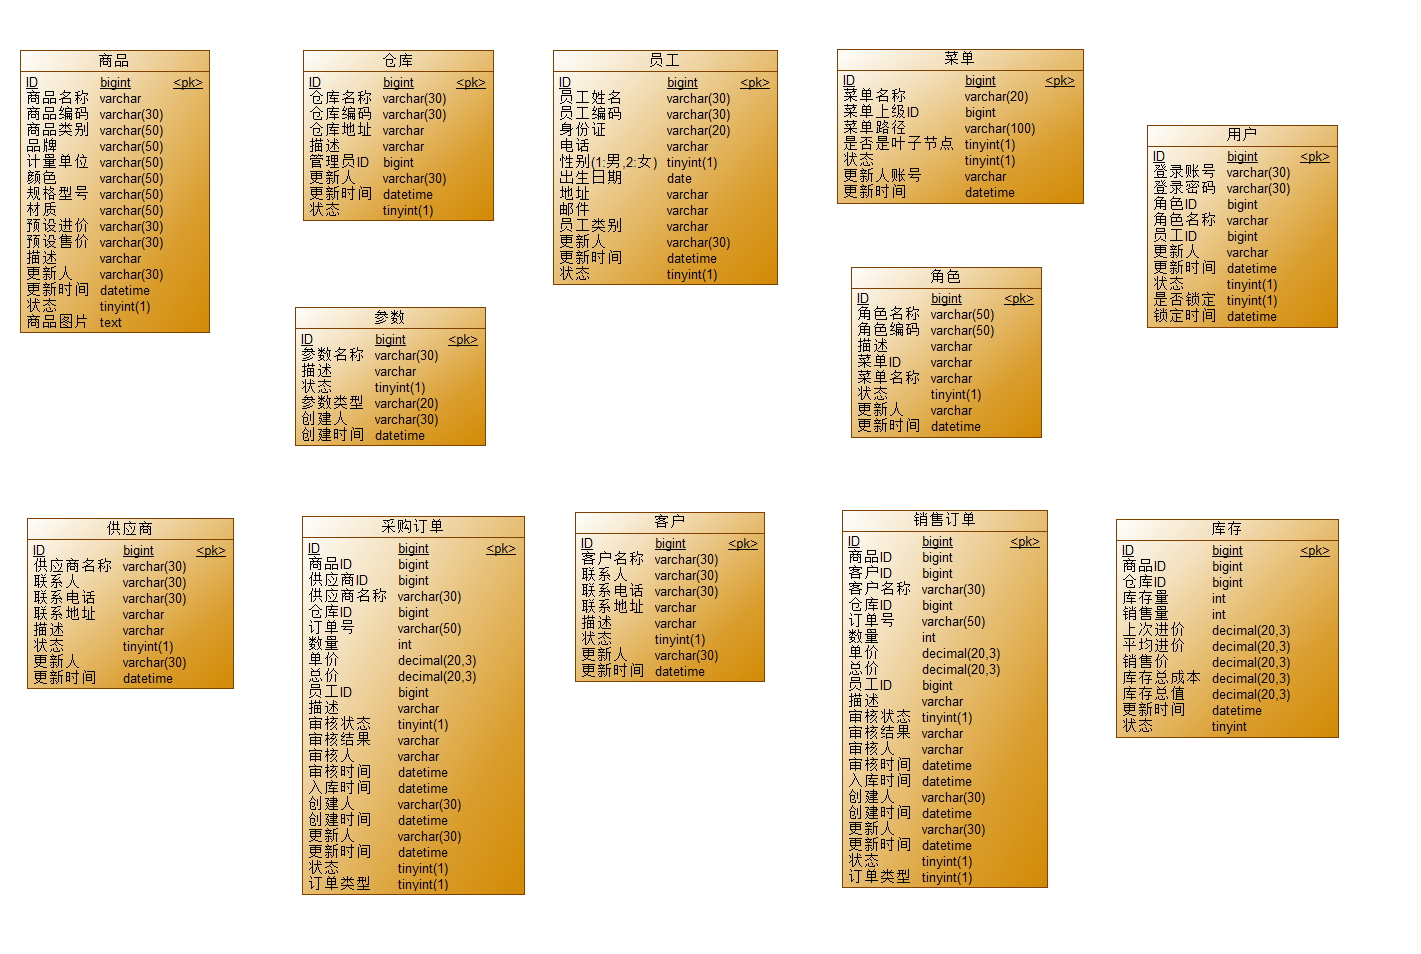 商品
ID bigint <pk>
商品名称 varchar
商品编码 varchar(30)
商品类别 varchar(50)
品牌 varchar(50)
计量单位 varchar(50)
颜色 varchar(50)
规格型号 varchar(50)
材质 varchar(50)
预设进价 varchar(30)
预设售价 varchar(30)
描述 varchar
更新人 varchar(30)
更新时间 datetime
状态 tinyint(1)
商品图片 text
仓库
ID bigint <pk>
仓库名称 varchar(30)
仓库编码 varchar(30)
仓库地址 varchar
描述 varchar
管理员ID bigint
更新人 varchar(30)
更新时间 datetime
状态 tinyint(1)
员工
ID bigint <pk>
员工姓名 varchar(30)
员工编码 varchar(30)
身份证 varchar(20)
电话 varchar
性别(1:男,2:女) tinyint(1)
出生日期 date
地址 varchar
邮件 varchar
员工类别 varchar
更新人 varchar(30)
更新时间 datetime
状态 tinyint(1)
菜单
ID bigint <pk>
菜单名称 varchar(20)
菜单上级ID bigint
菜单路径 varchar(100)
是否是叶子节点 tinyint(1)
状态 tinyint(1)
更新人账号 varchar
更新时间 datetime
用户
ID bigint <pk>
登录账号 varchar(30)
登录密码 varchar(30)
角色ID bigint
角色名称 varchar
员工ID bigint
更新人 varchar
更新时间 datetime
状态 tinyint(1)
是否锁定 tinyint(1)
锁定时间 datetime
参数
ID bigint <pk>
参数名称 varchar(30)
描述 varchar
状态 tinyint(1)
参数类型 varchar(20)
创建人 varchar(30)
创建时间 datetime
角色
ID bigint <pk>
角色名称 varchar(50)
角色编码 varchar(50)
描述 varchar
菜单ID varchar
菜单名称 varchar
状态 tinyint(1)
更新人 varchar
更新时间 datetime
供应商
ID bigint <pk>
供应商名称 varchar(30)
联系人 varchar(30)
联系电话 varchar(30)
联系地址 varchar
描述 varchar
状态 tinyint(1)
更新人 varchar(30)
更新时间 datetime
采购订单
ID bigint <pk>
商品ID bigint
供应商ID bigint
供应商名称 varchar(30)
仓库ID bigint
订单号 varchar(50)
数量 int
单价 decimal(20,3)
总价 decimal(20,3)
员工ID bigint
描述 varchar
审核状态 tinyint(1)
审核结果 varchar
审核人 varchar
审核时间 datetime
入库时间 datetime
创建人 varchar(30)
创建时间 datetime
更新人 varchar(30)
更新时间 datetime
状态 tinyint(1)
订单类型 tinyint(1)
客户
ID bigint <pk>
客户名称 varchar(30)
联系人 varchar(30)
联系电话 varchar(30)
联系地址 varchar
描述 varchar
状态 tinyint(1)
更新人 varchar(30)
更新时间 datetime
销售订单
ID bigint <pk>
商品ID bigint
客户ID bigint
客户名称 varchar(30)
仓库ID bigint
订单号 varchar(50)
数量 int
单价 decimal(20,3)
总价 decimal(20,3)
员工ID bigint
描述 varchar
审核状态 tinyint(1)
审核结果 varchar
审核人 varchar
审核时间 datetime
入库时间 datetime
创建人 varchar(30)
创建时间 datetime
更新人 varchar(30)
更新时间 datetime
状态 tinyint(1)
订单类型 tinyint(1)
库存
ID bigint <pk>
商品ID bigint
仓库ID bigint
库存量 int
销售量 int
上次进价 decimal(20,3)
平均进价 decimal(20,3)
销售价 decimal(20,3)
库存总成本 decimal(20,3)
库存总值 decimal(20,3)
更新时间 datetime
状态 tinyint